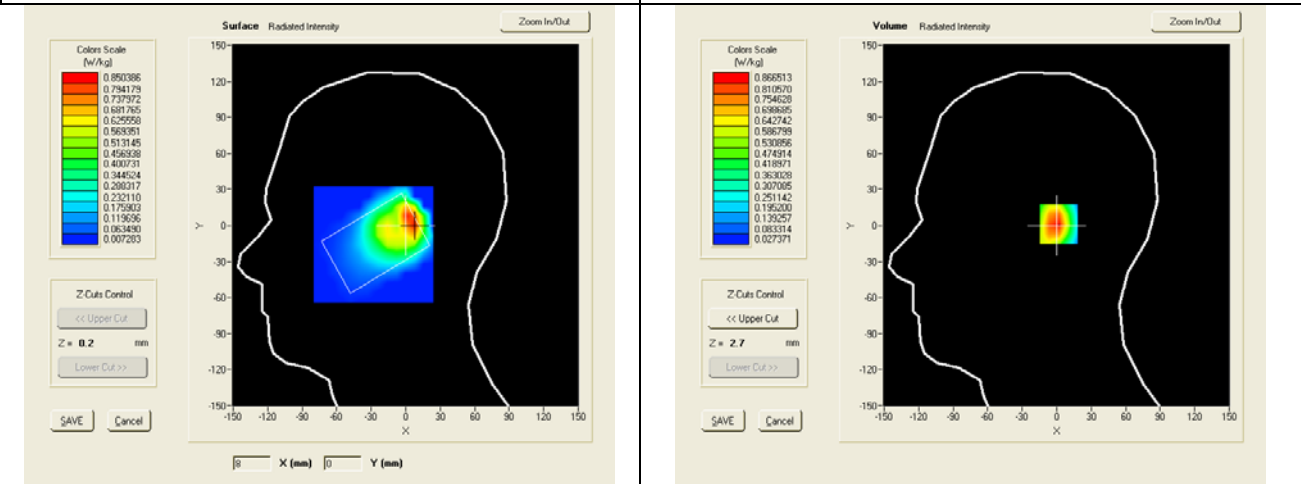 Surface Radiated Intensity
Zoom In/Out
Colors Scale
(W/kg)
0.850386
0.794179
0.737972
0.681765
0.625558
0.569351
0.513145
0.456938
0.400731
0.344524
0.288317
0.232110
0.175903
0.119696
0.063490
0.007283
150
120
90
60
30
0
-30
-60
-90
-120
-150
Y
-150 -120 -90 -60 -30 0 30 60 90 120 150
X
Z-Cuts Control
<< Upper Cut
Z = 0.2 mm
Lower Cut >>
SAVE Cancel
8 X (mm) 0 Y (mm)
Volume Radiated Intensity
Zoom In/Out
Colors Scale
(W/kg)
0.866513
0.810570
0.754628
0.698685
0.642742
0.586799
0.530856
0.474914
0.418971
0.363028
0.307085
0.251142
0.195200
0.139257
0.083314
0.027371
150
120
90
60
30
0
-30
-60
-90
-120
-150
Y
-150 -120 -90 -60 -30 0 30 60 90 120 150
X
Z-Cuts Control
<< Upper Cut
Z = 2.7 mm
Lower Cut >>
SAVE Cancel